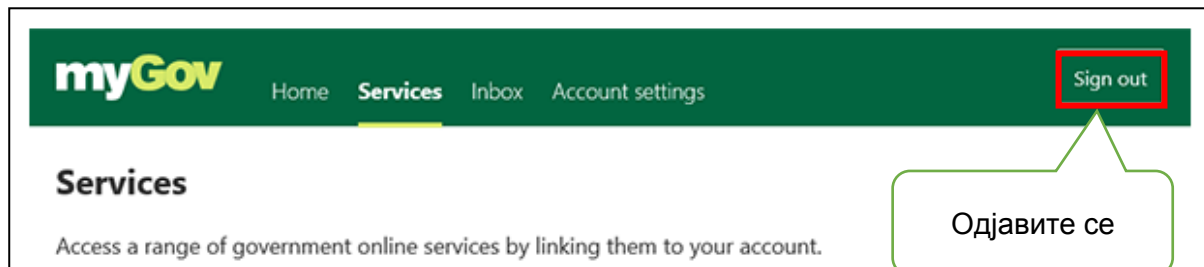 myGov Home Services Inbox Account settings Sign out
Services
Одјавите се
Access a range of government online services by linking them to your account.